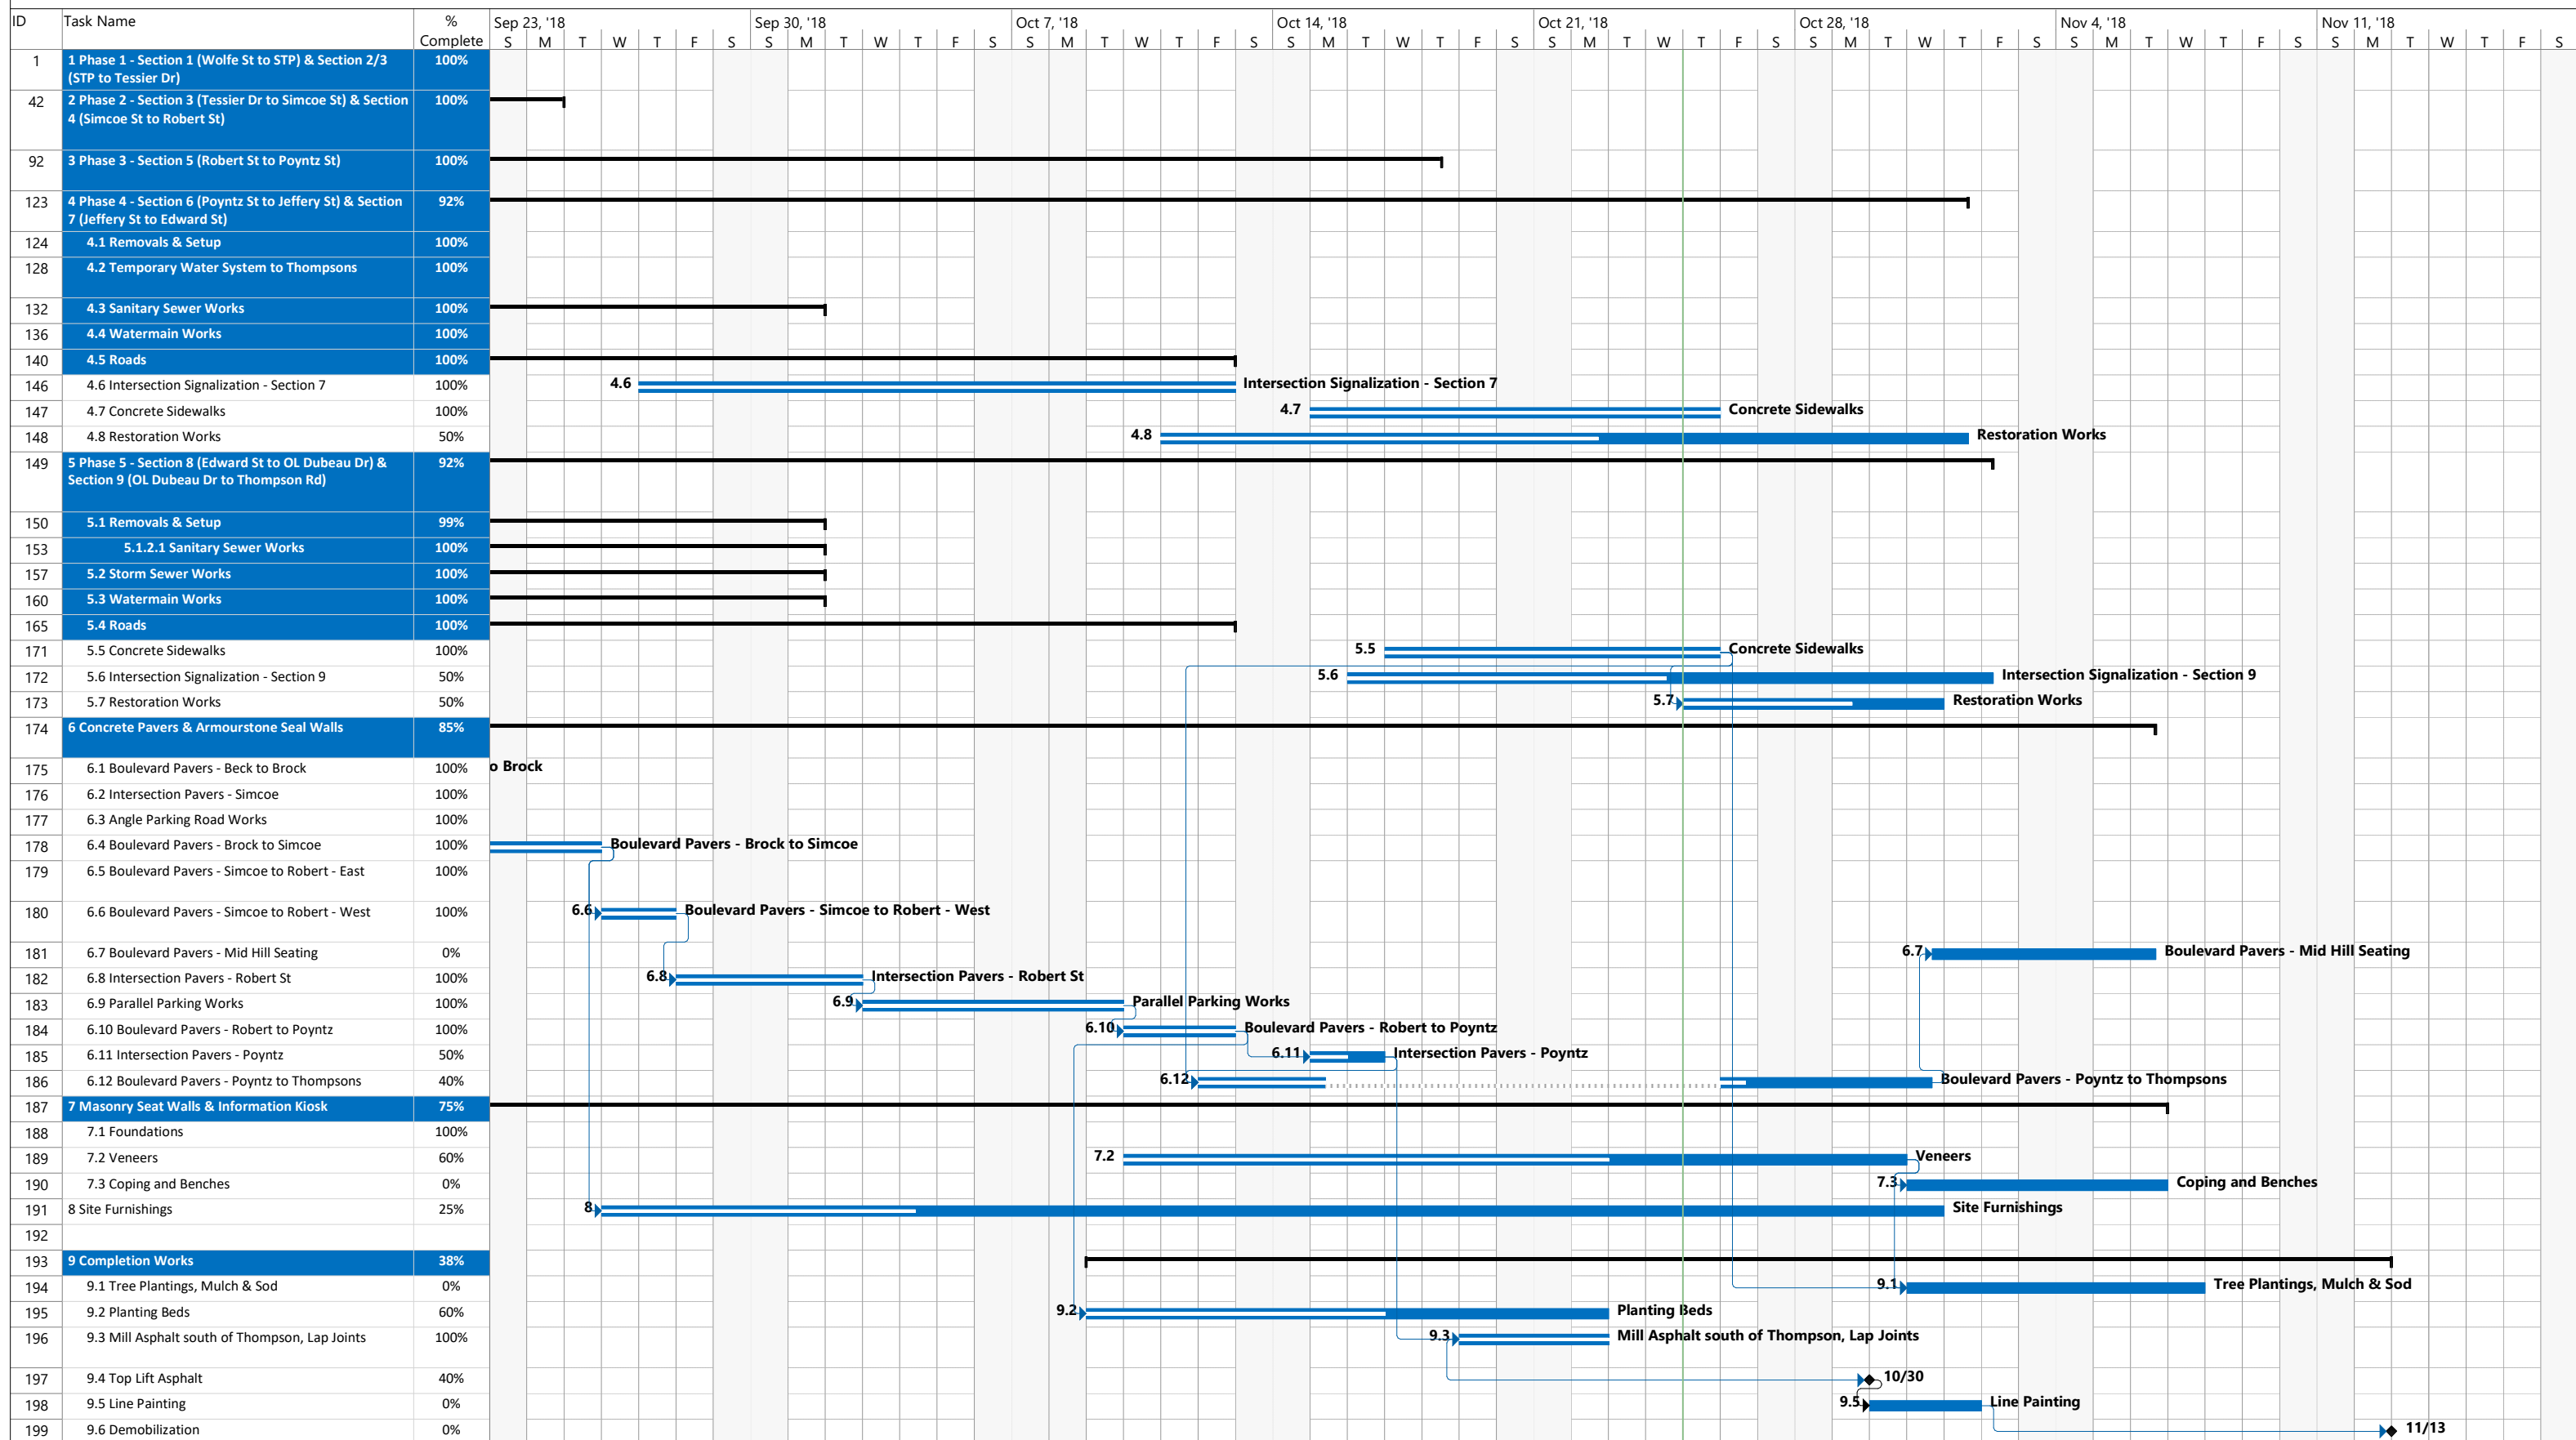 ID Task Name % Complete Sep 23, '18 Sep 30, '18 Oct 7, '18 Oct 14, '18 Oct 21, '18 Oct 28, '18 Nov 4, '18 Nov 11, '18
S M T W T F S S M T W T F S S M T W T F S S M T W T F S S M T W T F S S M T W T F S S M T W T F S S M T W T F S
1 1 Phase 1 - Section 1 (Wolfe St to STP) & Section 2/3 100%
(STP to Tessier Dr)
42 2 Phase 2 - Section 3 (Tessier Dr to Simcoe St) & Section 100%
4 (Simcoe St to Robert St)
92 3 Phase 3 - Section 5 (Robert St to Poyntz St) 100%
123 4 Phase 4 - Section 6 (Poyntz St to Jeffery St) & Section 92%
7 (Jeffery St to Edward St)
124 4.1 Removals & Setup 100%
128 4.2 Temporary Water System to Thompsons 100%
132 4.3 Sanitary Sewer Works 100%
136 4.4 Watermain Works 100%
140 4.5 Roads 100%
146 4.6 Intersection Signalization - Section 7 100% 4.6 Intersection Signalization - Section 7
147 4.7 Concrete Sidewalks 100% 4.7 Concrete Sidewalks
148 4.8 Restoration Works 50% 4.8 Restoration Works
149 5 Phase 5 - Section 8 (Edward St to OL Dubeau Dr) & 92%
Section 9 (OL Dubeau Dr to Thompson Rd)
150 5.1 Removals & Setup 99%
153 5.1.2.1 Sanitary Sewer Works 100%
157 5.2 Storm Sewer Works 100%
160 5.3 Watermain Works 100%
165 5.4 Roads 100%
171 5.5 Concrete Sidewalks 100% 5.5 Concrete Sidewalks
172 5.6 Intersection Signalization - Section 9 50% 5.6 Intersection Signalization - Section 9
173 5.7 Restoration Works 50% 5.7 Restoration Works
174 6 Concrete Pavers & Armourstone Seal Walls 85%
175 6.1 Boulevard Pavers - Beck to Brock 100% o Brock
176 6.2 Intersection Pavers - Simcoe 100%
177 6.3 Angle Parking Road Works 100%
178 6.4 Boulevard Pavers - Brock to Simcoe 100% Boulevard Pavers - Brock to Simcoe
179 6.5 Boulevard Pavers - Simcoe to Robert - East 100%
180 6.6 Boulevard Pavers - Simcoe to Robert - West 100% 6.6 Boulevard Pavers - Simcoe to Robert - West
181 6.7 Boulevard Pavers - Mid Hill Seating 0% 6.7 Boulevard Pavers - Mid Hill Seating
182 6.8 Intersection Pavers - Robert St 100% 6.8 Intersection Pavers - Robert St
183 6.9 Parallel Parking Works 100% 6.9 Parallel Parking Works
184 6.10 Boulevard Pavers - Robert to Poyntz 100% 6.10 Boulevard Pavers - Robert to Poyntz
185 6.11 Intersection Pavers - Poyntz 50% 6.11 Intersection Pavers - Poyntz
186 6.12 Boulevard Pavers - Poyntz to Thompsons 40% 6.12 Boulevard Pavers - Poyntz to Thompsons
187 7 Masonry Seat Walls & Information Kiosk 75%
188 7.1 Foundations 100%
189 7.2 Veneers 60% 7.2 Veneers
190 7.3 Coping and Benches 0% 7.3 Coping and Benches
191 8 Site Furnishings 25% 8 Site Furnishings
192
193 9 Completion Works 38%
194 9.1 Tree Plantings, Mulch & Sod 0% 9.1 Tree Plantings, Mulch & Sod
195 9.2 Planting Beds 60% 9.2 Planting Beds
196 9.3 Mill Asphalt south of Thompson, Lap Joints 100% 9.3 Mill Asphalt south of Thompson, Lap Joints
197 9.4 Top Lift Asphalt 40% 10/30
198 9.5 Line Painting 0% 9.5 Line Painting
199 9.6 Demobilization 0% 11/13